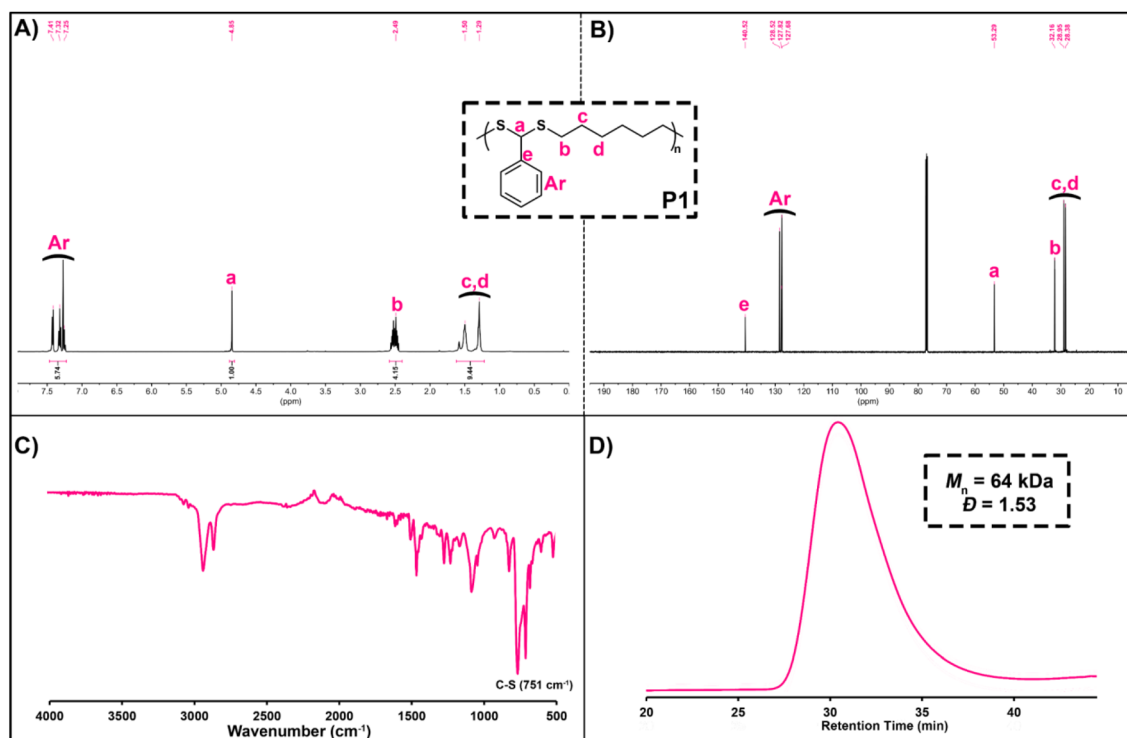 A)
7.41
7.32
7.25
4.85
2.49
1.50
1.29
B)
140.52
128.52
127.82
127.68
53.29
32.16
28.95
28.38
S
a
S
c
b
d
e
Ar
n
P1
Ar
a
b
c,d
5.74
1.00
4.15
9.44
7.5 7.0 6.5 6.0 5.5 5.0 4.5 4.0 3.5 3.0 2.5 2.0 1.5 1.0 0.5 0.
(ppm)
e
Ar
a
b
c,d
190 180 170 160 150 140 130 120 110 100 90 80 70 60 50 40 30 20 10
(ppm)
C)
C-S (751 cm⁻¹)
4000 3500 3000 2500 2000 1500 1000 500
Wavenumber (cm⁻¹)
D)
Mn = 64 kDa
Đ = 1.53
20 25 30 35 40
Retention Time (min)